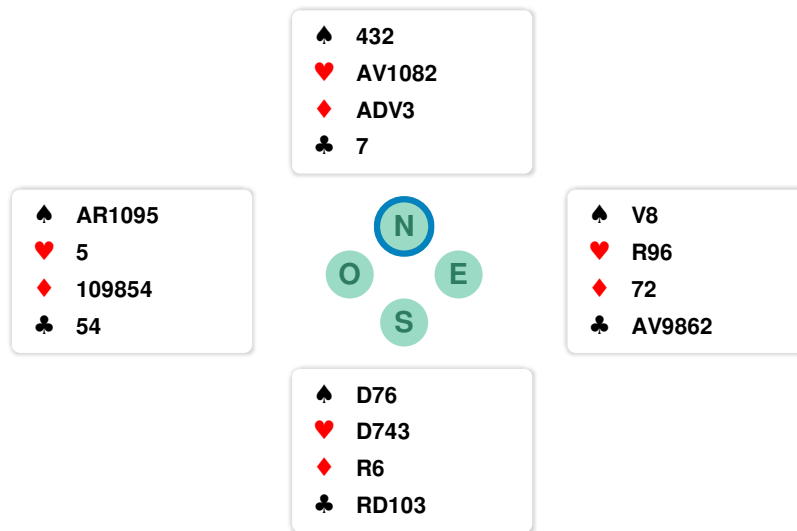 ♠ 432
♥ AV1082
♦ ADV3
♣ 7
♠ AR1095
♥ 5
♦ 109854
♣ 54
N
O E
S
♠ V8
♥ R96
♦ 72
♣ AV9862
♠ D76
♥ D743
♦ R6
♣ RD103